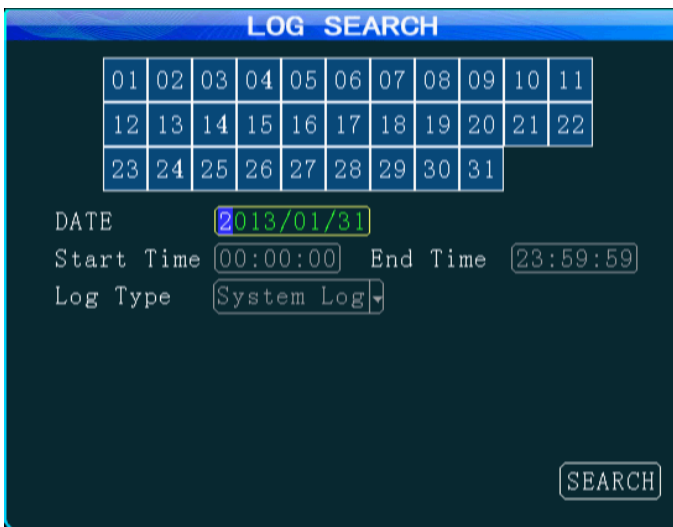 LOG SEARCH
01 02 03 04 05 06 07 08 09 10 11
12 13 14 15 16 17 18 19 20 21 22
23 24 25 26 27 28 29 30 31
DATE 2013/01/31
Start Time 00:00:00 End Time 23:59:59
Log Type System Log
SEARCH